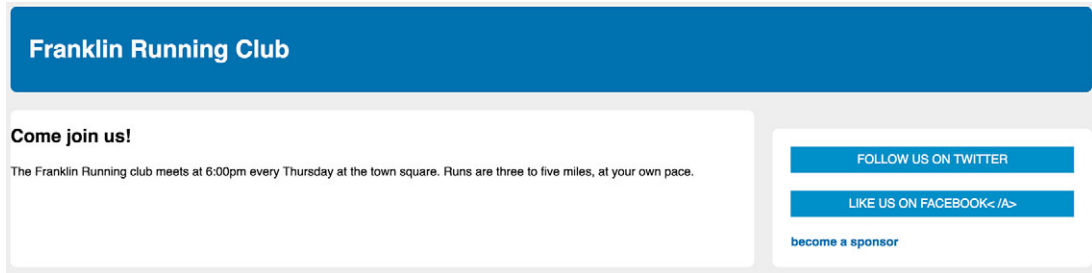 Franklin Running Club
Come join us!
The Franklin Running club meets at 6:00pm every Thursday at the town square. Runs are three to five miles, at your own pace.
FOLLOW US ON TWITTER
LIKE US ON FACEBOOK< /A>
become a sponsor